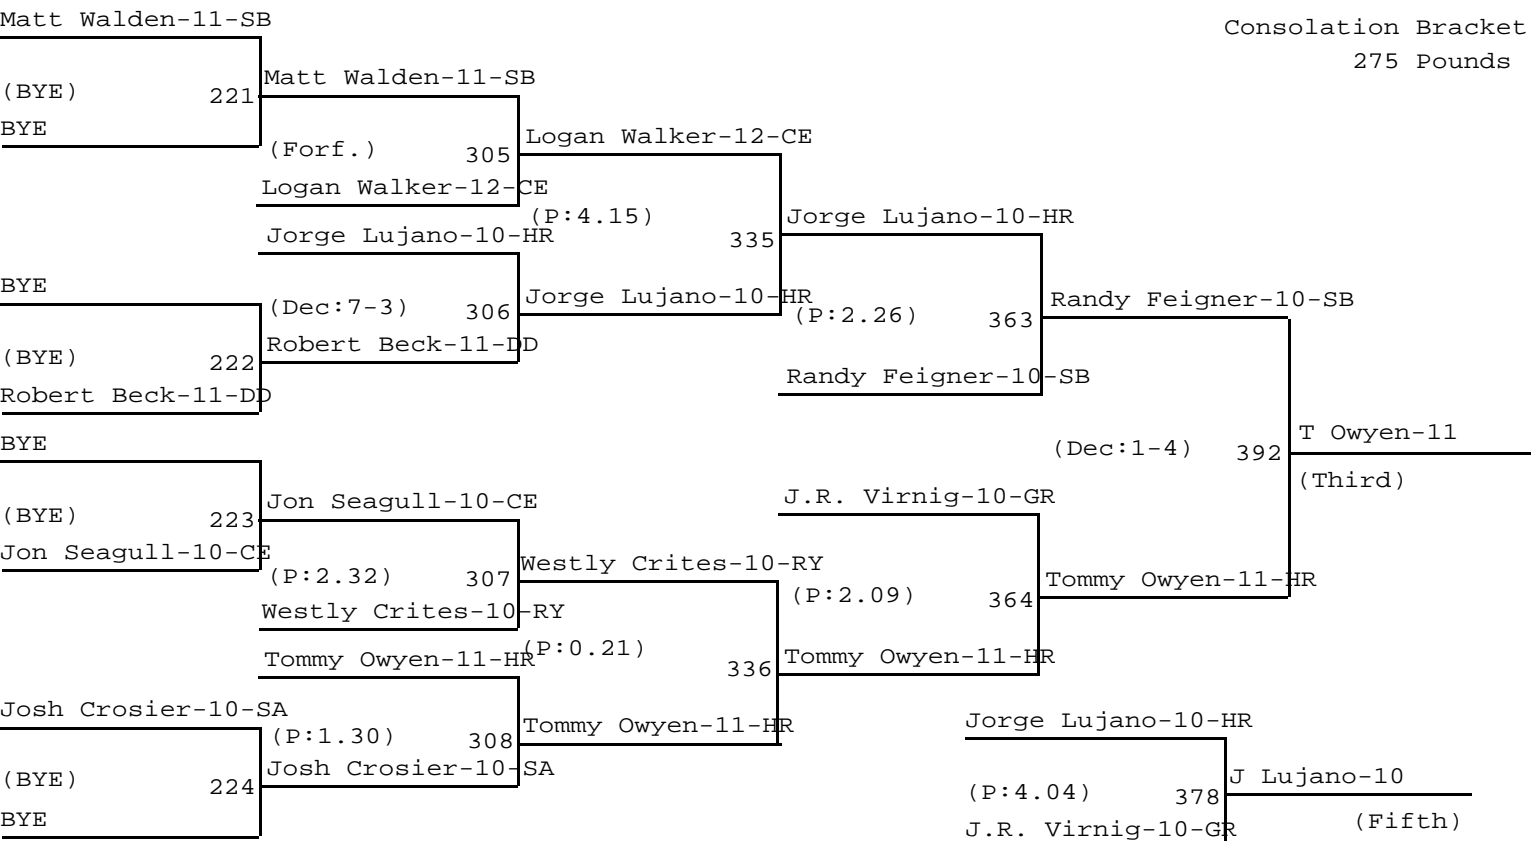 Matt Walden-11-SB
Consolation Bracket
275 Pounds
(BYE)
221
Matt Walden-11-SB
BYE
(Forf.)
305
Logan Walker-12-CE
Logan Walker-12-CE
(P:4.15)
335
Jorge Lujano-10-HR
Jorge Lujano-10-HR
BYE
(Dec:7-3)
306
Jorge Lujano-10-HR
(P:2.26)
363
Randy Feigner-10-SB
(BYE)
222
Robert Beck-11-DD
Robert Beck-11-DD
Randy Feigner-10-SB
BYE
(Dec:1-4)
392
T Owyen-11
(Third)
(BYE)
223
Jon Seagull-10-CE
J.R. Virnig-10-GR
Jon Seagull-10-CE
(P:2.32)
307
Westly Crites-10-RY
(P:2.09)
364
Tommy Owyen-11-HR
Westly Crites-10-RY
Tommy Owyen-11-HR
(P:0.21)
336
Tommy Owyen-11-HR
Josh Crosier-10-SA
(P:1.30)
308
Tommy Owyen-11-HR
Jorge Lujano-10-HR
(BYE)
224
Josh Crosier-10-SA
(P:4.04)
378
J Lujano-10
BYE
J.R. Virnig-10-GR
(Fifth)